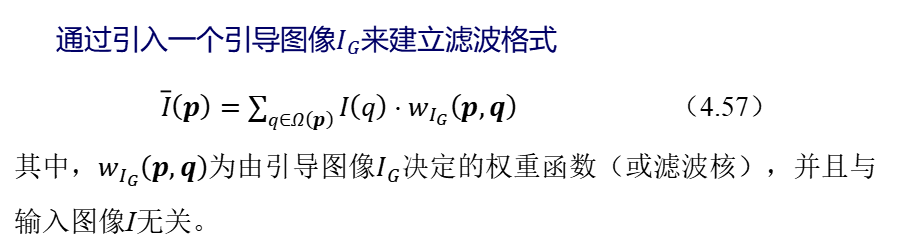 通过引入一个引导图像I_G来建立滤波格式
Ī(p) = ∑_{q∈Ω(p)} I(q) · w_{I_G}(p, q) （4.57）
其中，w_{I_G}(p, q)为由引导图像I_G决定的权重函数（或滤波核），并且与
输入图像I无关。